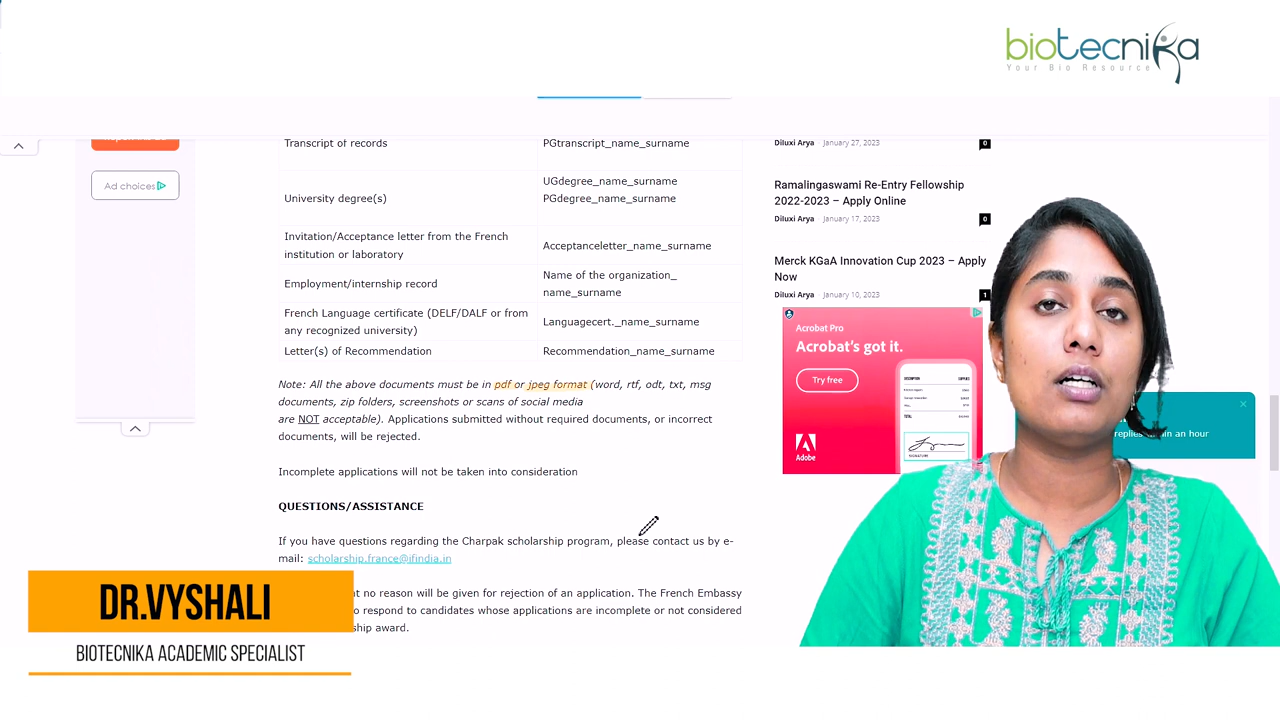 biotecnika
Your Bio Resource
Ad choices
Transcript of records
PGtranscript_name_surname
University degree(s)
UGdegree_name_surname
PGdegree_name_surname
Invitation/Acceptance letter from the French
institution or laboratory
Acceptanceletter_name_surname
Employment/internship record
Name of the organization_
name_surname
French Language certificate (DELF/DALF or from
any recognized university)
Languagecert._name_surname
Letter(s) of Recommendation
Recommendation_name_surname
Note: All the above documents must be in pdf or jpeg format (word, rtf, odt, txt, msg
documents, zip folders, screenshots or scans of social media
are NOT acceptable). Applications submitted without required documents, or incorrect
documents, will be rejected.
Incomplete applications will not be taken into consideration
QUESTIONS/ASSISTANCE
If you have questions regarding the Charpak scholarship program, please contact us by e-
mail: scholarship.france@ifindia.in
no reason will be given for rejection of an application. The French Embassy
respond to candidates whose applications are incomplete or not considered
award.
Diluxi Arya - January 27, 2023
0
Ramalingaswami Re-Entry Fellowship
2022-2023 – Apply Online
Diluxi Arya - January 17, 2023
0
Merck KGaA Innovation Cup 2023 – Apply
Now
Diluxi Arya - January 10, 2023
1
Acrobat Pro
Acrobat's got it.
Try free
Adobe
SIGNATURE
replies
an hour
DR.VYSHALI
BIOTECNIKA ACADEMIC SPECIALIST